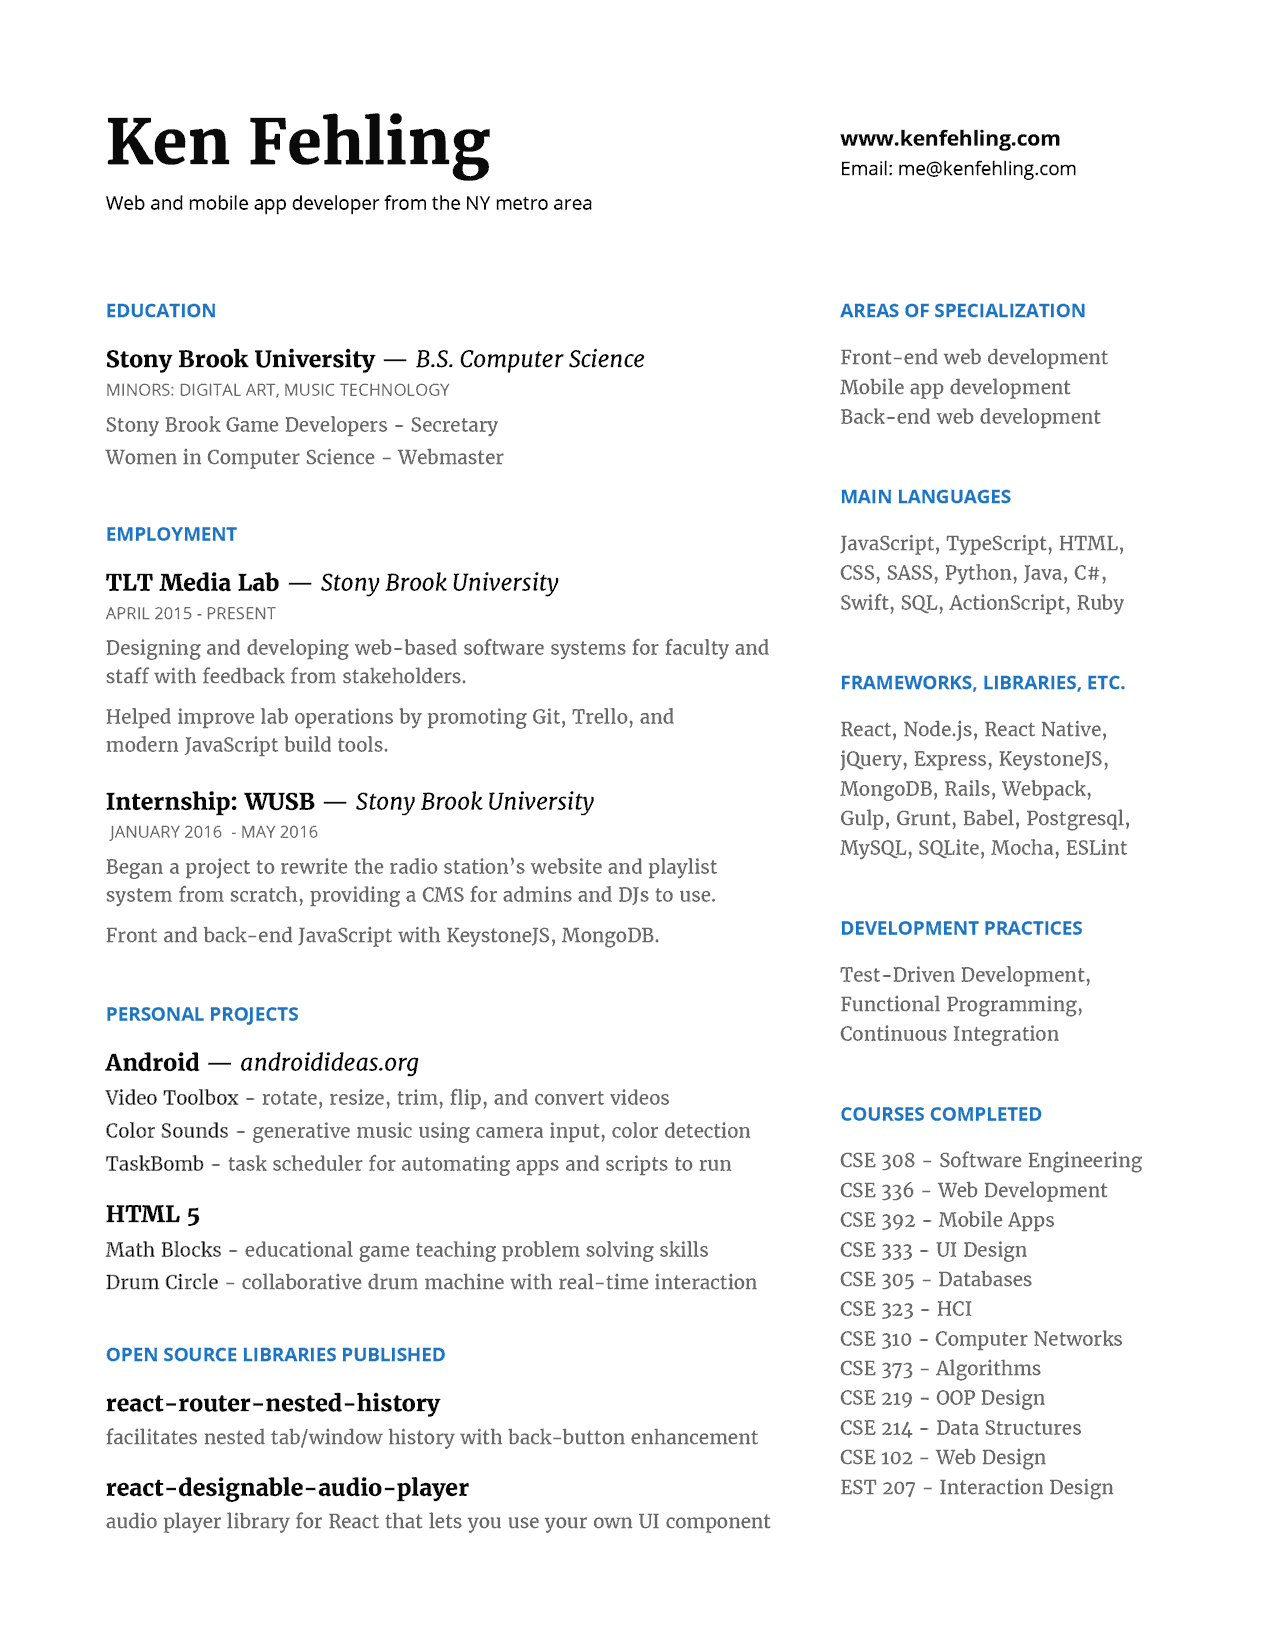 Ken Fehling
Web and mobile app developer from the NY metro area
www.kenfehling.com
Email: me@kenfehling.com
EDUCATION
Stony Brook University — B.S. Computer Science
MINORS: DIGITAL ART, MUSIC TECHNOLOGY
Stony Brook Game Developers - Secretary
Women in Computer Science - Webmaster
EMPLOYMENT
TLT Media Lab — Stony Brook University
APRIL 2015 - PRESENT
Designing and developing web-based software systems for faculty and
staff with feedback from stakeholders.
Helped improve lab operations by promoting Git, Trello, and
modern JavaScript build tools.
Internship: WUSB — Stony Brook University
JANUARY 2016 - MAY 2016
Began a project to rewrite the radio station’s website and playlist
system from scratch, providing a CMS for admins and DJs to use.
Front and back-end JavaScript with KeystoneJS, MongoDB.
PERSONAL PROJECTS
Android — androidideas.org
Video Toolbox - rotate, resize, trim, flip, and convert videos
Color Sounds - generative music using camera input, color detection
TaskBomb - task scheduler for automating apps and scripts to run
HTML 5
Math Blocks - educational game teaching problem solving skills
Drum Circle - collaborative drum machine with real-time interaction
OPEN SOURCE LIBRARIES PUBLISHED
react-router-nested-history
facilitates nested tab/window history with back-button enhancement
react-designable-audio-player
audio player library for React that lets you use your own UI component
AREAS OF SPECIALIZATION
Front-end web development
Mobile app development
Back-end web development
MAIN LANGUAGES
JavaScript, TypeScript, HTML,
CSS, SASS, Python, Java, C#,
Swift, SQL, ActionScript, Ruby
FRAMEWORKS, LIBRARIES, ETC.
React, Node.js, React Native,
jQuery, Express, KeystoneJS,
MongoDB, Rails, Webpack,
Gulp, Grunt, Babel, Postgresql,
MySQL, SQLite, Mocha, ESLint
DEVELOPMENT PRACTICES
Test-Driven Development,
Functional Programming,
Continuous Integration
COURSES COMPLETED
CSE 308 - Software Engineering
CSE 336 - Web Development
CSE 392 - Mobile Apps
CSE 333 - UI Design
CSE 305 - Databases
CSE 323 - HCI
CSE 310 - Computer Networks
CSE 373 - Algorithms
CSE 219 - OOP Design
CSE 214 - Data Structures
CSE 102 - Web Design
EST 207 - Interaction Design